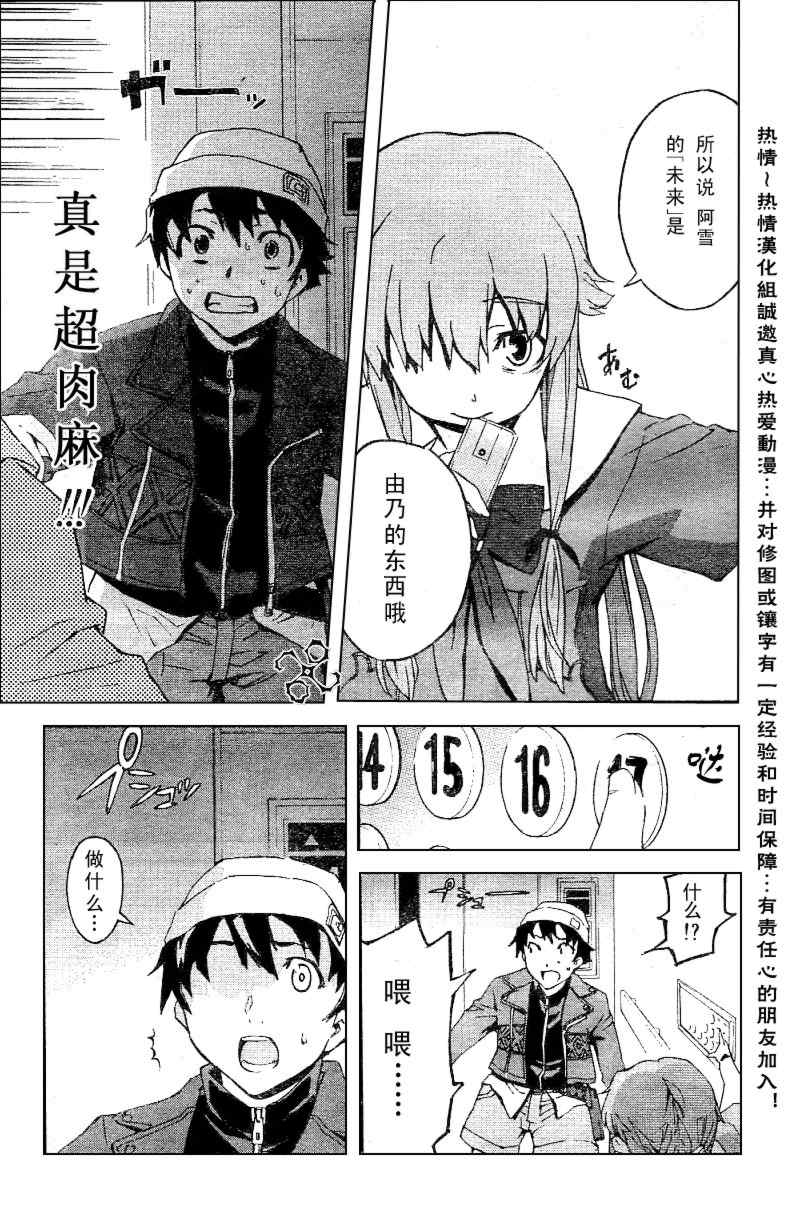 热情~热情漢化組誠邀真心热爱動漫…并对修图或镶字有一定经验和时间保障…有责任心的朋友加入！
所以说 阿雪
的「未来」是
あむ
由乃的东西哦
ガーーッ
真是超肉麻!!!
14
15
16
17
哒
什么!?
喂
喂……
做什么…